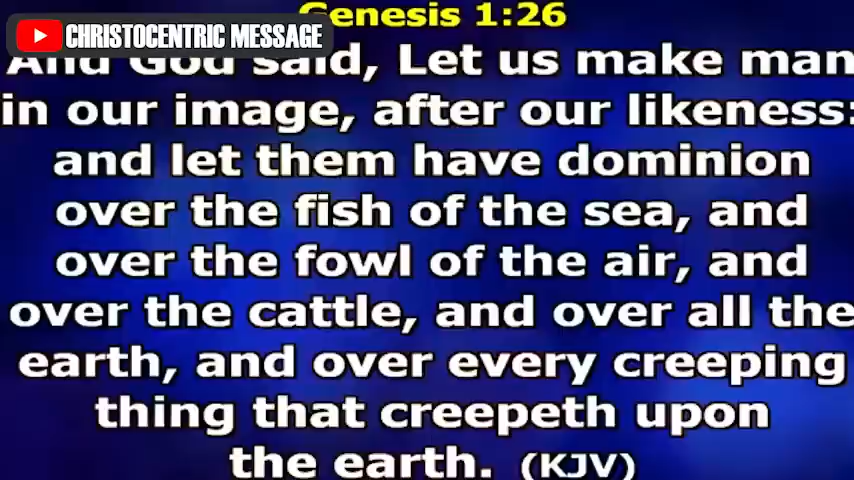 Genesis 1:26
CHRISTOCENTRIC MESSAGE
And God said, Let us make man
in our image, after our likeness:
and let them have dominion
over the fish of the sea, and
over the fowl of the air, and
over the cattle, and over all the
earth, and over every creeping
thing that creepeth upon
the earth. (KJV)